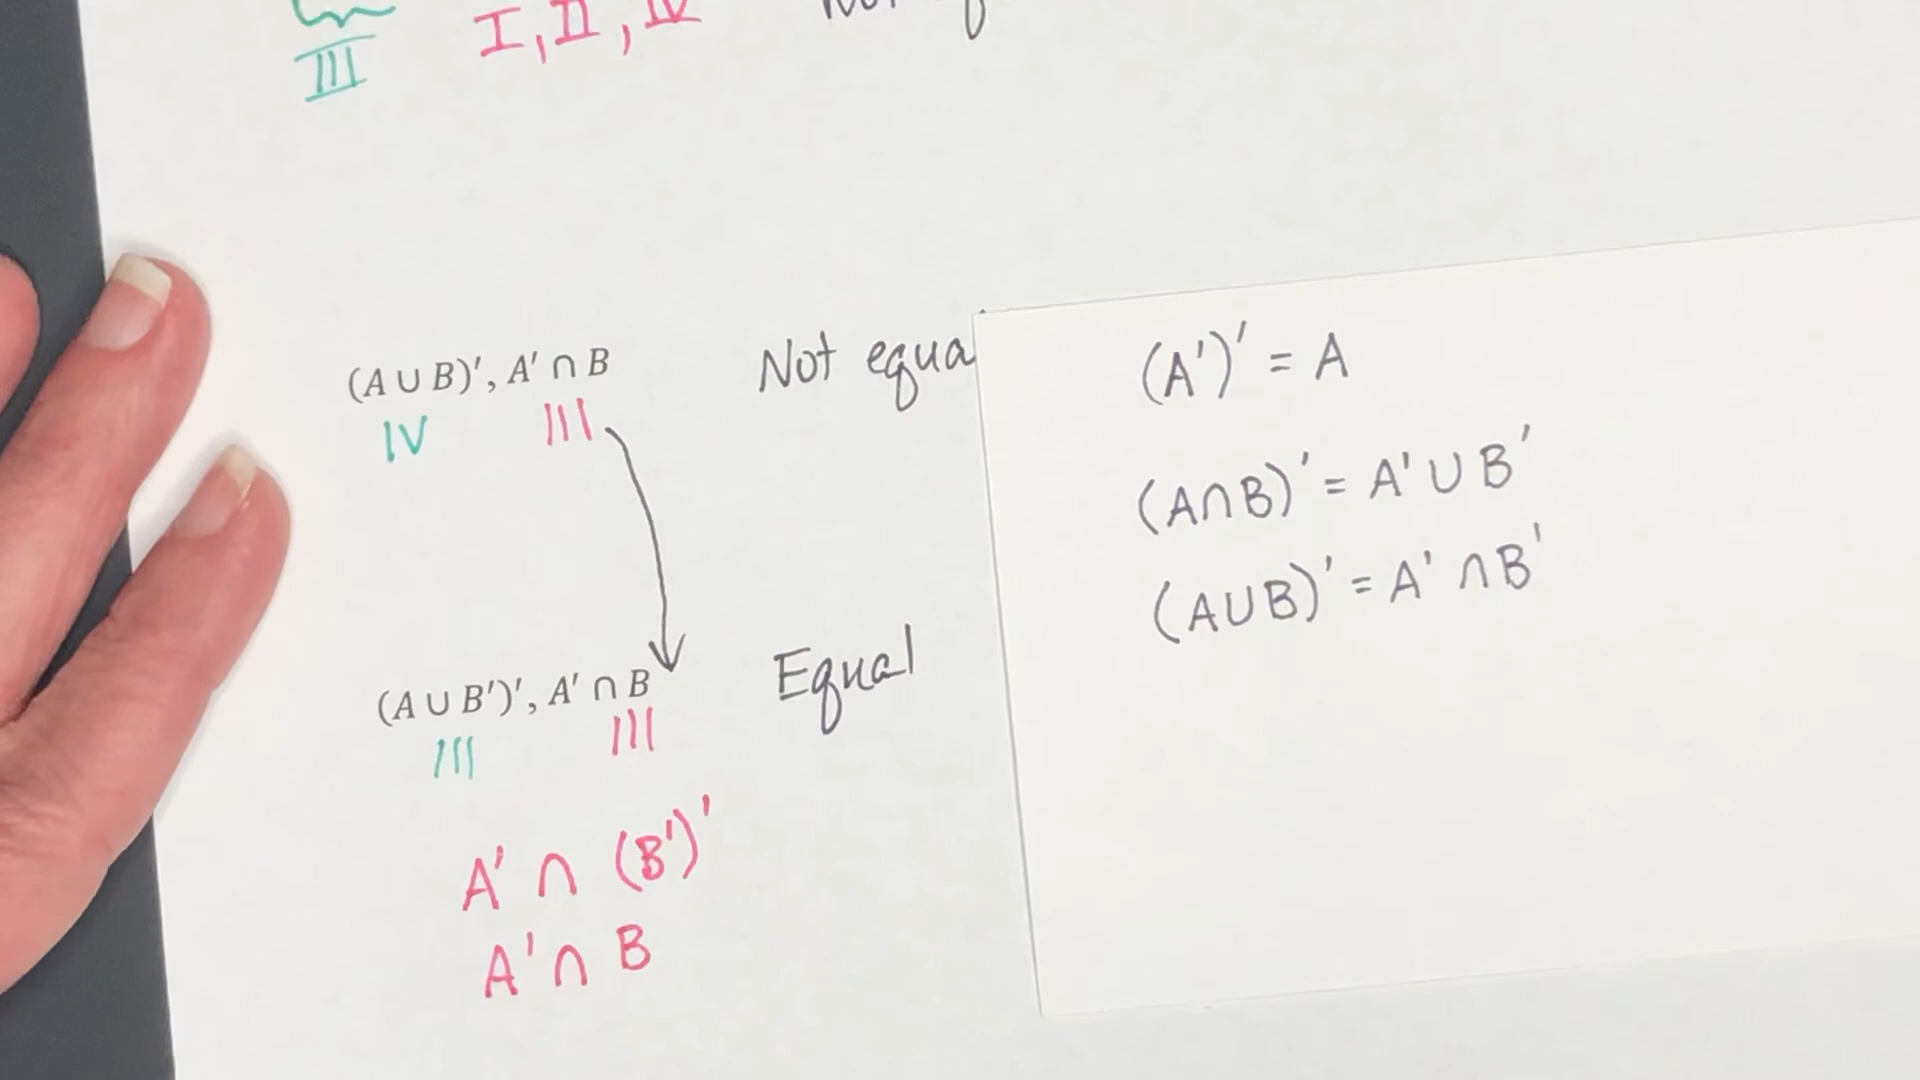 III I, II, IV
(A ∪ B)′, A′ ∩ B Not equa
IV III
(A ∪ B′)′, A′ ∩ B Equal
III III
A′ ∩ (B′)′
A′ ∩ B
(A′)′ = A
(A∩B)′ = A′ ∪ B′
(A∪B)′ = A′ ∩ B′